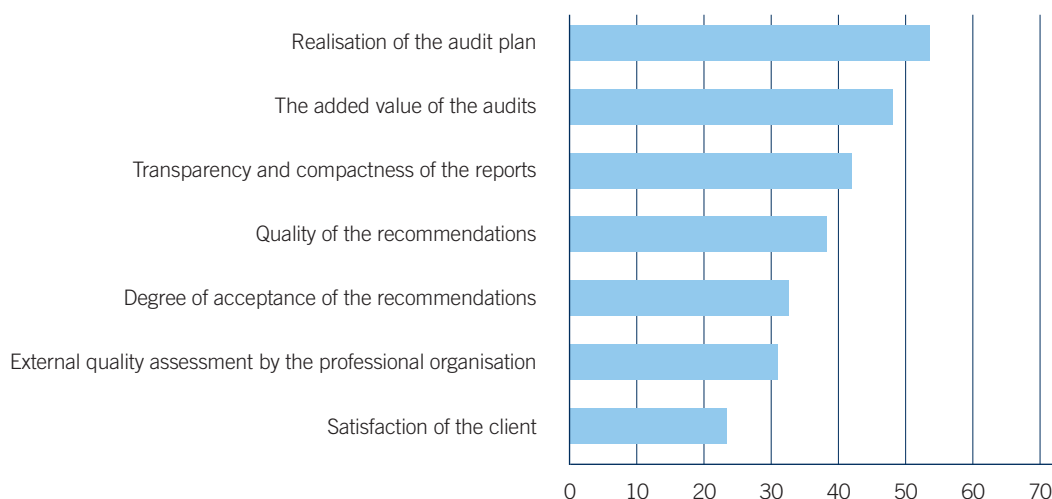 Realisation of the audit plan
The added value of the audits
Transparency and compactness of the reports
Quality of the recommendations
Degree of acceptance of the recommendations
External quality assessment by the professional organisation
Satisfaction of the client
0 10 20 30 40 50 60 70